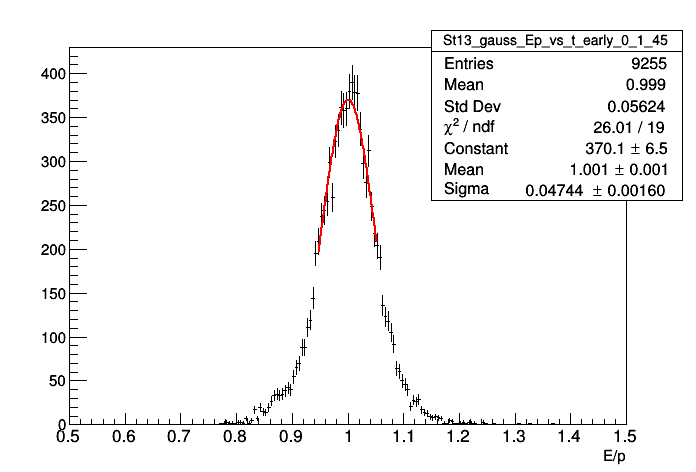 St13_gauss_Ep_vs_t_early_0_1_45
Entries 9255
Mean 0.999
Std Dev 0.05624
χ² / ndf 26.01 / 19
Constant 370.1 ± 6.5
Mean 1.001 ± 0.001
Sigma 0.04744 ± 0.00160
400
350
300
250
200
150
100
50
0
0.5 0.6 0.7 0.8 0.9 1 1.1 1.2 1.3 1.4 1.5
E/p